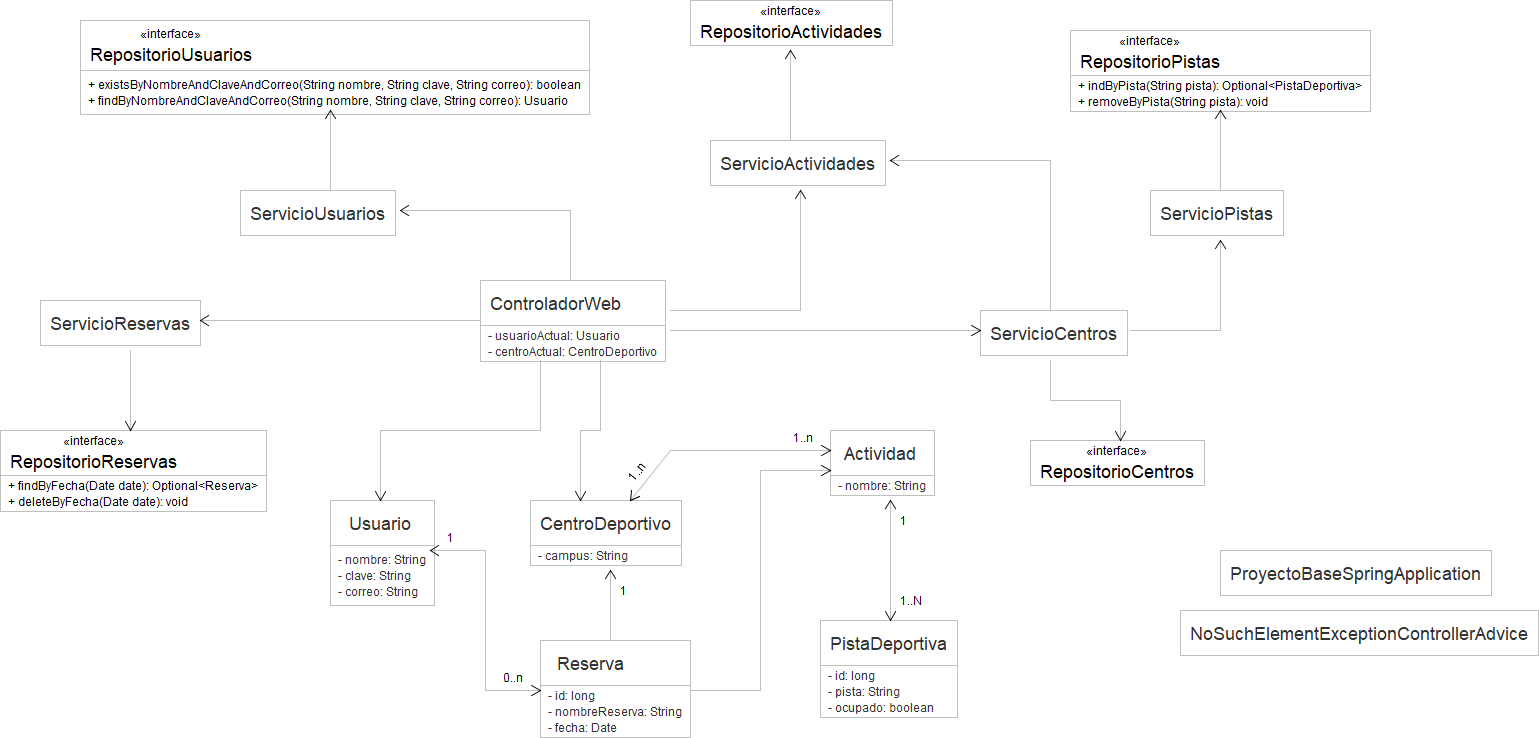 «interface»
RepositorioUsuarios
+ existsByNombreAndClaveAndCorreo(String nombre, String clave, String correo): boolean
+ findByNombreAndClaveAndCorreo(String nombre, String clave, String correo): Usuario
«interface»
RepositorioActividades
«interface»
RepositorioPistas
+ indByPista(String pista): Optional<PistaDeportiva>
+ removeByPista(String pista): void
ServicioActividades
ServicioUsuarios
ServicioPistas
ControladorWeb
- usuarioActual: Usuario
- centroActual: CentroDeportivo
ServicioReservas
ServicioCentros
«interface»
RepositorioReservas
+ findByFecha(Date date): Optional<Reserva>
+ deleteByFecha(Date date): void
1..n
1..n
Actividad
- nombre: String
«interface»
RepositorioCentros
Usuario
- nombre: String
- clave: String
- correo: String
1
CentroDeportivo
- campus: String
1
1
1..N
0..n
Reserva
- id: long
- nombreReserva: String
- fecha: Date
PistaDeportiva
- id: long
- pista: String
- ocupado: boolean
ProyectoBaseSpringApplication
NoSuchElementExceptionControllerAdvice